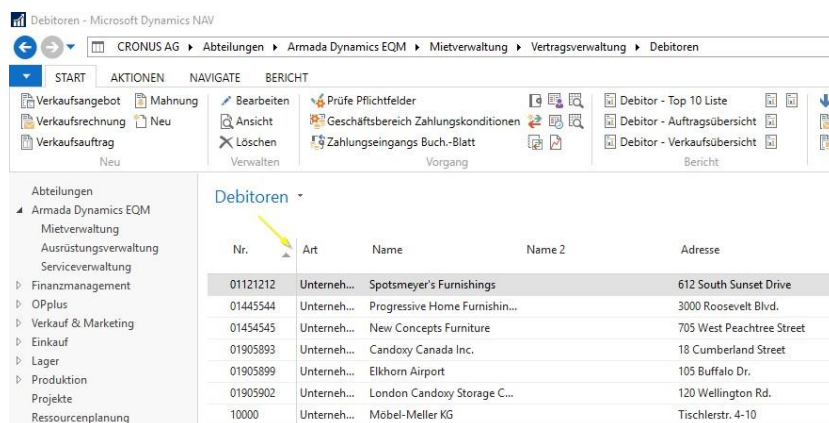 Debitoren - Microsoft Dynamics NAV
CRONUS AG ▸ Abteilungen ▸ Armada Dynamics EQM ▸ Mietverwaltung ▸ Vertragsverwaltung ▸ Debitoren
START AKTIONEN NAVIGATE BERICHT
Verkaufsangebot Mahnung Bearbeiten Prüfe Pflichtfelder Debitor - Top 10 Liste
Verkaufsrechnung Neu Ansicht Geschäftsbereich Zahlungskonditionen Debitor - Auftragsübersicht
Verkaufsauftrag Löschen Zahlungseingangs Buch.-Blatt Debitor - Verkaufsübersicht
Neu Verwalten Vorgang Bericht
Abteilungen
Armada Dynamics EQM
Mietverwaltung
Ausrüstungsverwaltung
Serviceverwaltung
Finanzmanagement
OPplus
Verkauf & Marketing
Einkauf
Lager
Produktion
Projekte
Ressourcenplanung
Debitoren
Nr. Art Name Name 2 Adresse
01121212 Unterneh... Spotsmeyer's Furnishings 612 South Sunset Drive
01445544 Unterneh... Progressive Home Furnishin... 3000 Roosevelt Blvd.
01454545 Unterneh... New Concepts Furniture 705 West Peachtree Street
01905893 Unterneh... Candoxy Canada Inc. 18 Cumberland Street
01905899 Unterneh... Elkhorn Airport 105 Buffalo Dr.
01905902 Unterneh... London Candoxy Storage C... 120 Wellington Rd.
10000 Unterneh... Möbel-Meller KG Tischlerstr. 4-10